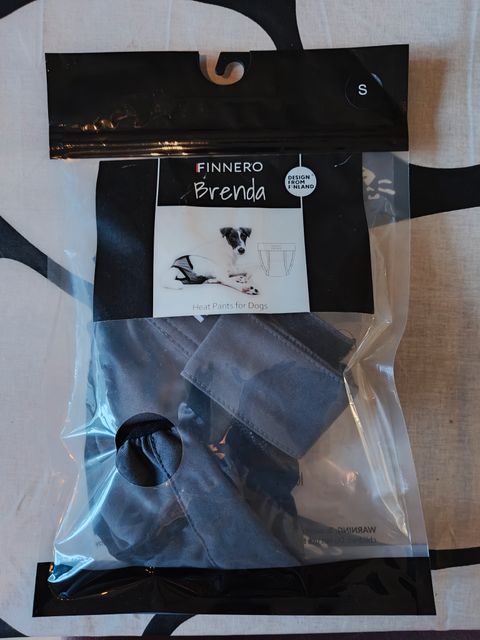 S
FINNERO
Brenda
DESIGN
FROM
FINLAND
Heat Pants for Dogs
WARNING: